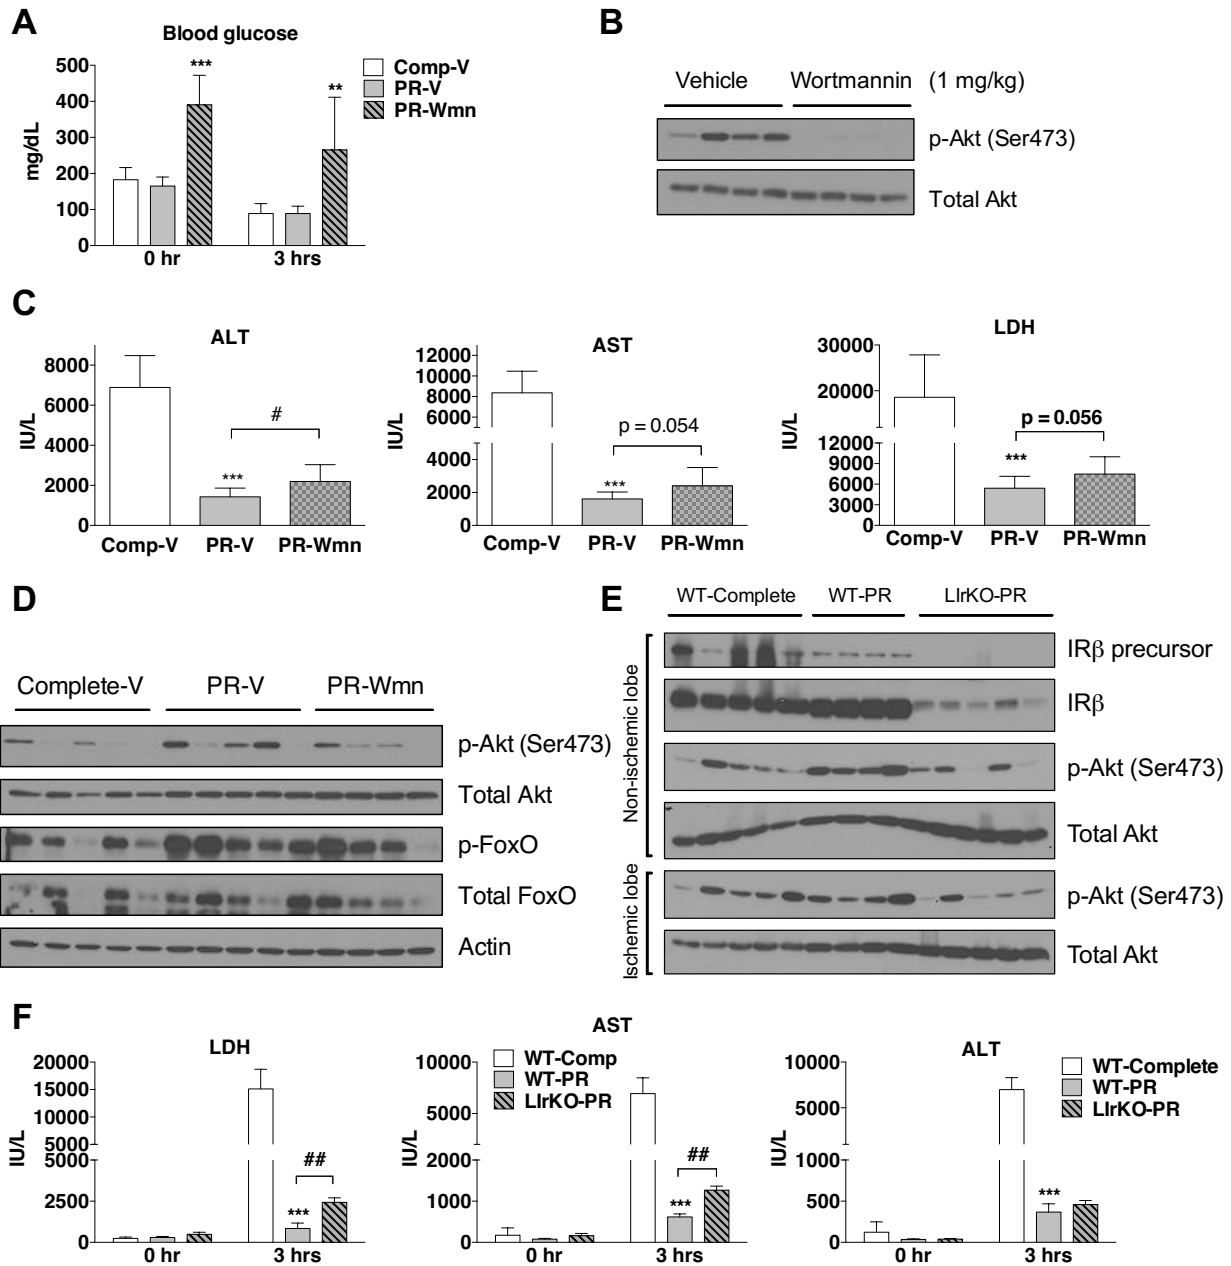 A
Blood glucose
500
400
300
200
100
0
mg/dL
***
**
0 hr
3 hrs
Comp-V
PR-V
PR-Wmn
B
Vehicle Wortmannin (1 mg/kg)
p-Akt (Ser473)
Total Akt
C
ALT
8000
6000
4000
2000
0
IU/L
#
***
Comp-V PR-V PR-Wmn
AST
12000
10000
8000
6000
4000
2000
0
IU/L
p = 0.054
***
Comp-V PR-V PR-Wmn
LDH
30000
20000
12000
9000
6000
3000
0
IU/L
p = 0.056
***
Comp-V PR-V PR-Wmn
D
Complete-V PR-V PR-Wmn
p-Akt (Ser473)
Total Akt
p-FoxO
Total FoxO
Actin
E
WT-Complete WT-PR LIrKO-PR
Non-ischemic lobe
IRβ precursor
IRβ
p-Akt (Ser473)
Total Akt
Ischemic lobe
p-Akt (Ser473)
Total Akt
F
LDH
20000
15000
10000
5000
5000
2500
0
IU/L
##
***
0 hr 3 hrs
AST
10000
5000
2000
1000
0
IU/L
WT-Comp
WT-PR
LIrKO-PR
##
***
0 hr 3 hrs
ALT
10000
5000
1000
500
0
IU/L
WT-Complete
WT-PR
LIrKO-PR
***
0 hr 3 hrs